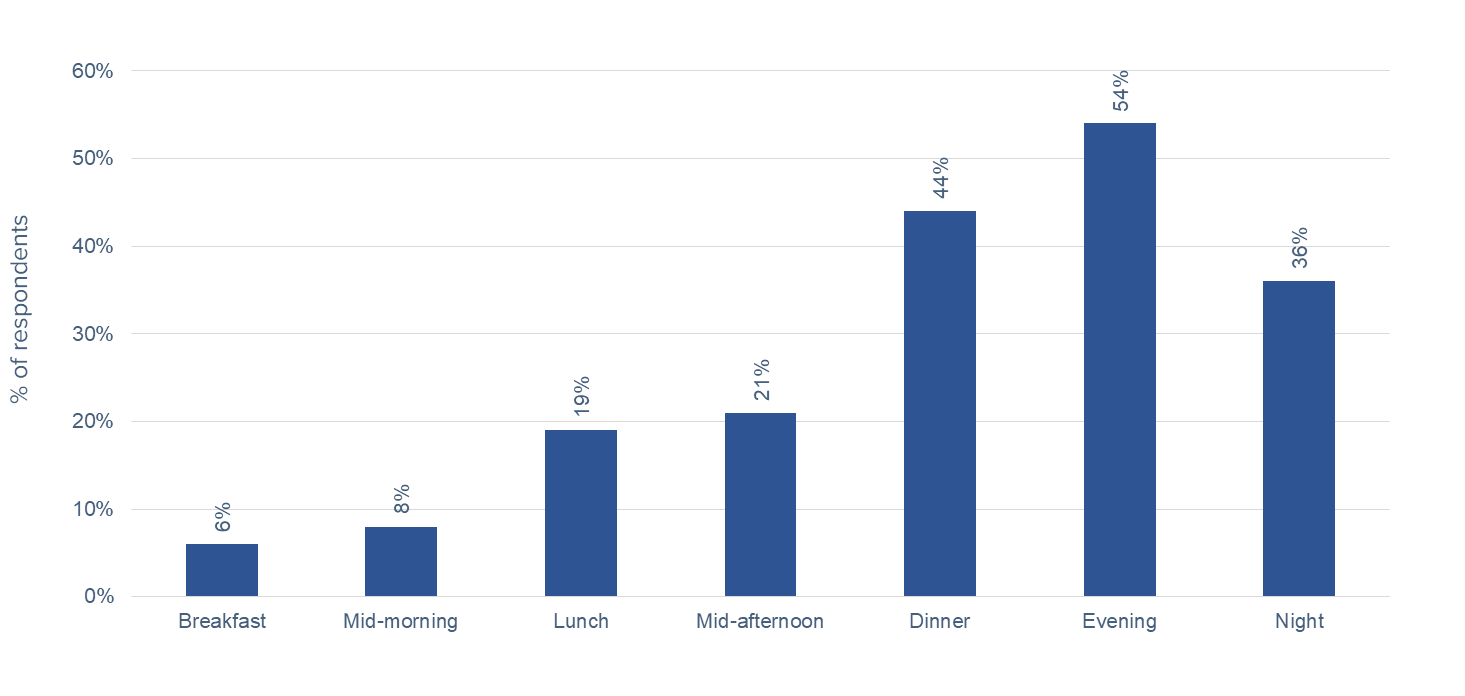 % of respondents
60%
50%
40%
30%
20%
10%
0%
6%
8%
19%
21%
44%
54%
36%
Breakfast
Mid-morning
Lunch
Mid-afternoon
Dinner
Evening
Night